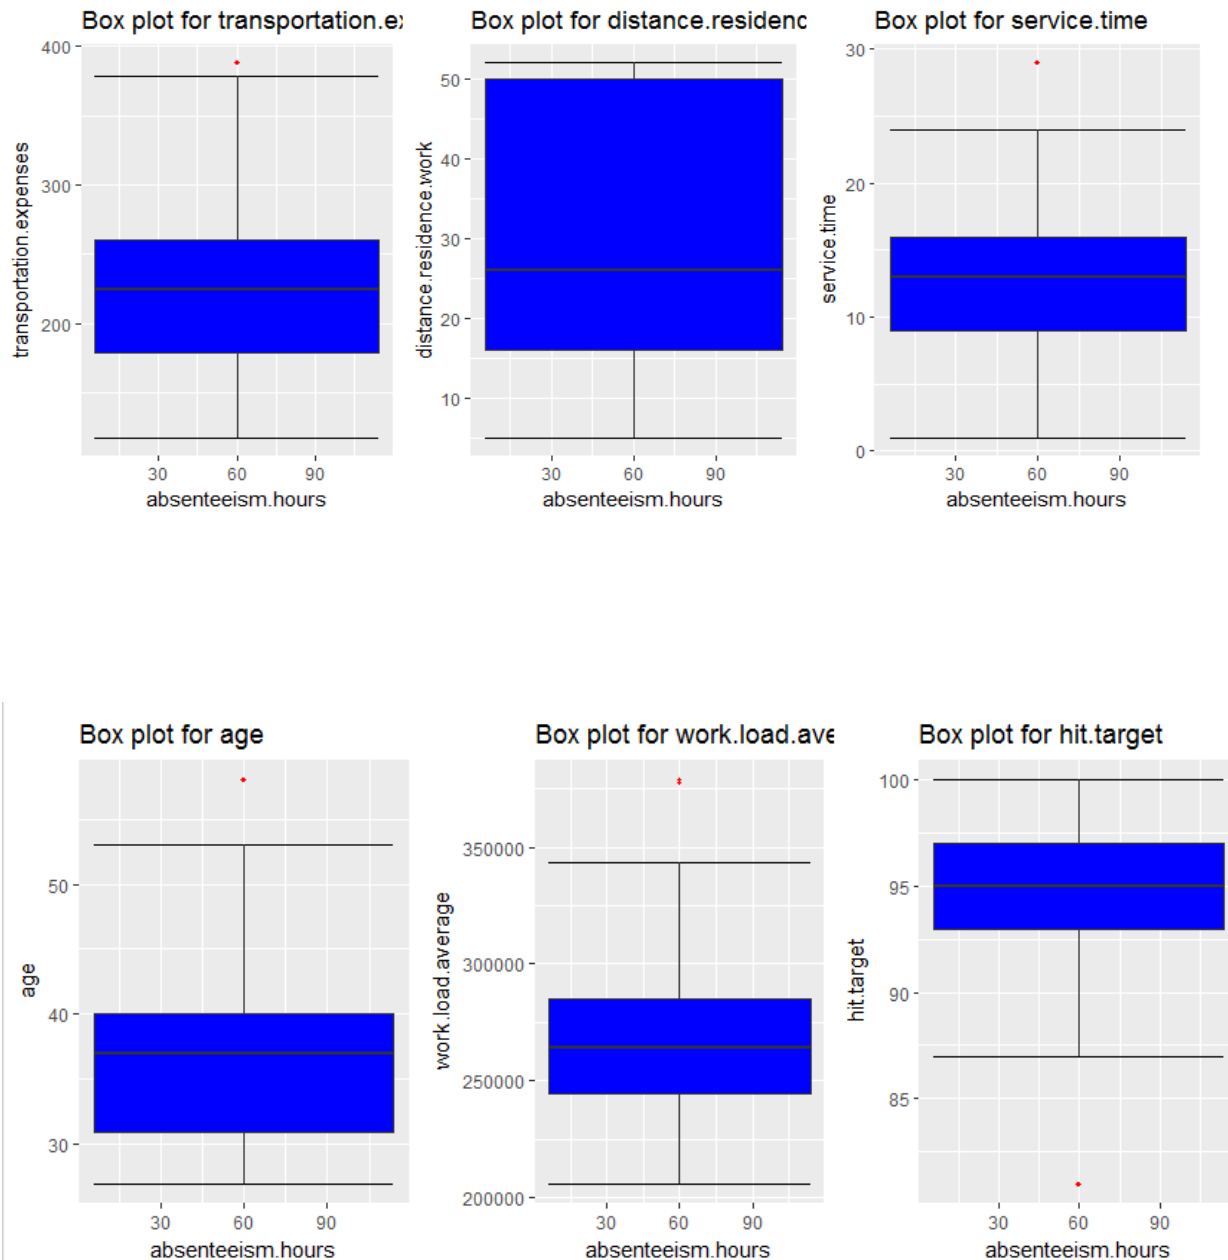 Box plot for transportation.ex
400
300
200
transportation.expenses
30 60 90
absenteeism.hours
Box plot for distance.residenc
50
40
30
20
10
distance.residence.work
30 60 90
absenteeism.hours
Box plot for service.time
30
20
10
0
service.time
30 60 90
absenteeism.hours
Box plot for age
50
40
30
age
30 60 90
absenteeism.hours
Box plot for work.load.ave
350000
300000
250000
200000
work.load.average
30 60 90
absenteeism.hours
Box plot for hit.target
100
95
90
85
hit.target
30 60 90
absenteeism.hours